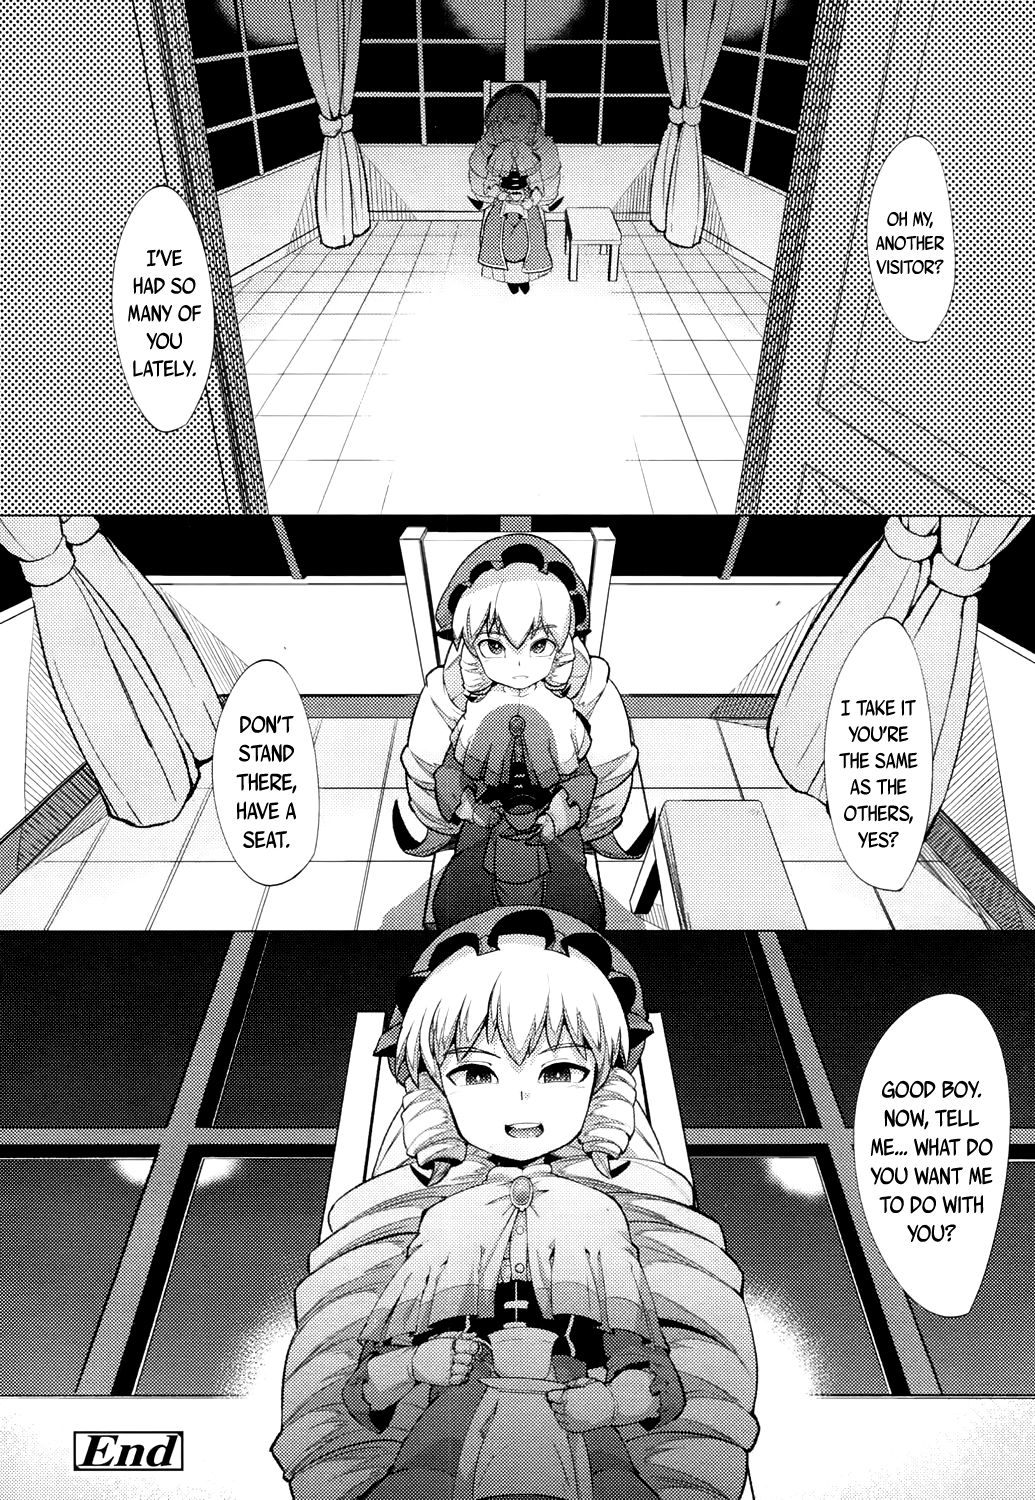 OH MY,
ANOTHER
VISITOR?
I'VE
HAD SO
MANY OF
YOU
LATELY.
I TAKE IT
YOU'RE
THE SAME
AS THE
OTHERS,
YES?
DON'T
STAND
THERE,
HAVE A
SEAT.
GOOD BOY.
NOW, TELL
ME... WHAT DO
YOU WANT ME
TO DO WITH
YOU?
End